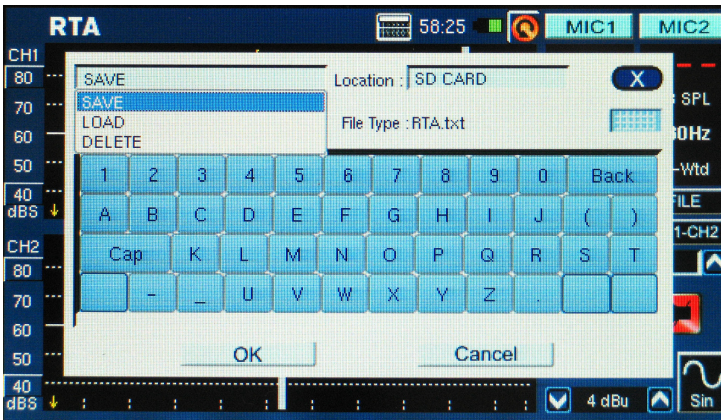 RTA 58:25 MIC1 MIC2
CH1
80 SAVE Location : SD CARD X
SAVE
70 LOAD File Type : RTA.txt SPL
60 DELETE 0Hz
50 1 2 3 4 5 6 7 8 9 0 Back -Wtd
40 A B C D E F G H I J ( ) FILE
dBS
CH2 Cap K L M N O P Q R S T 1-CH2
80
70 - _ U V W X Y Z .
60
50 OK Cancel
40
dBS 4 dBu Sin